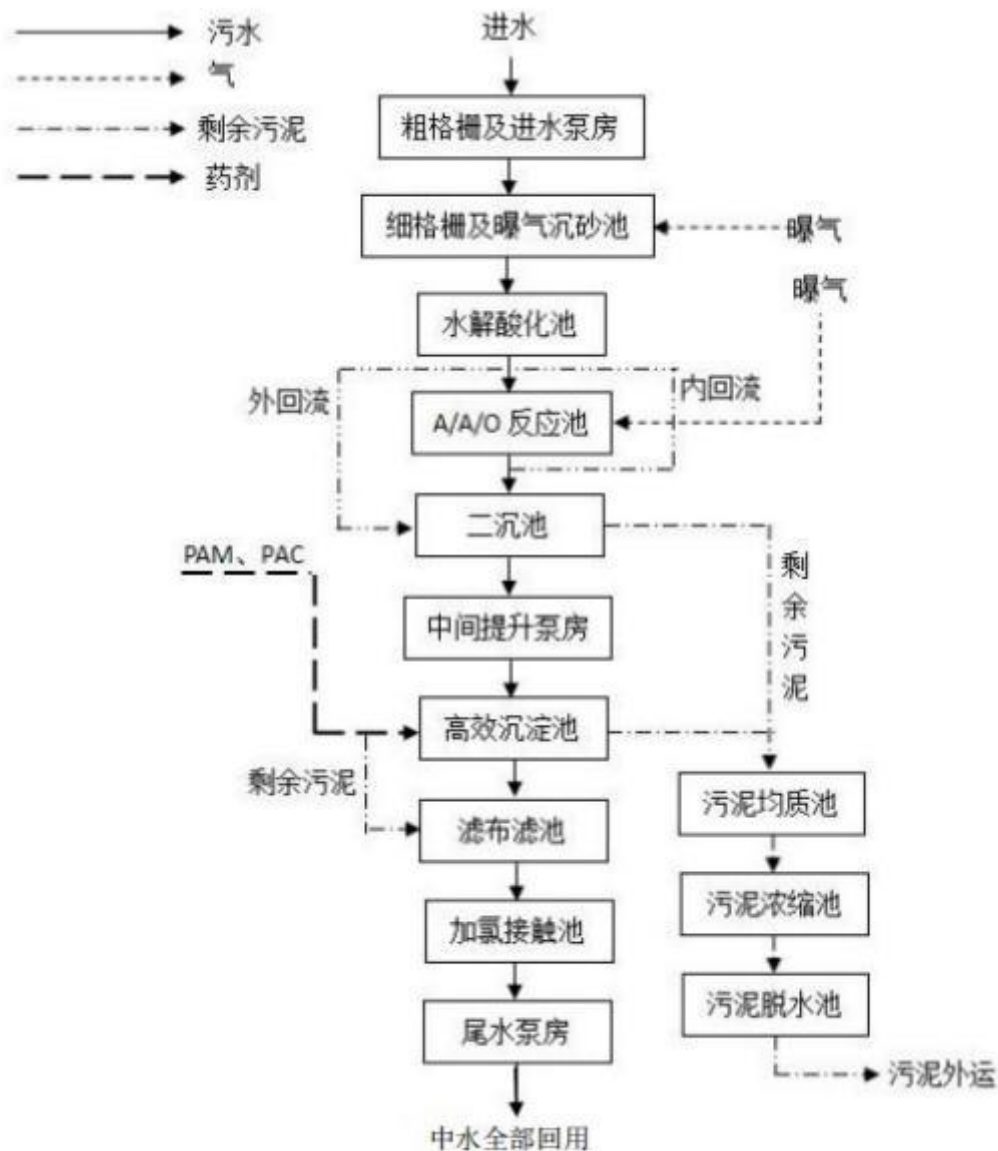 污水
气
剩余污泥
药剂
进水
粗格栅及进水泵房
细格栅及曝气沉砂池
曝气
曝气
水解酸化池
外回流
内回流
A/A/O 反应池
二沉池
PAM、PAC
剩余污泥
中间提升泵房
高效沉淀池
剩余污泥
污泥均质池
滤布滤池
污泥浓缩池
加氯接触池
污泥脱水池
尾水泵房
污泥外运
中水全部回用